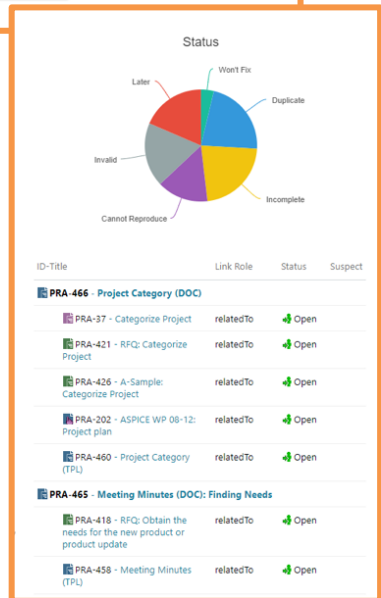 Status
Won't Fix
Later
Duplicate
Invalid
Incomplete
Cannot Reproduce
ID-Title Link Role Status Suspect
PRA-466 - Project Category (DOC)
PRA-37 - Categorize Project relatedTo Open
PRA-421 - RFQ: Categorize relatedTo Open
Project
PRA-426 - A-Sample: relatedTo Open
Categorize Project
PRA-202 - ASPICE WP 08-12: relatedTo Open
Project plan
PRA-460 - Project Category relatedTo Open
(TPL)
PRA-465 - Meeting Minutes (DOC): Finding Needs
PRA-418 - RFQ: Obtain the relatedTo Open
needs for the new product or
product update
PRA-458 - Meeting Minutes relatedTo Open
(TPL)